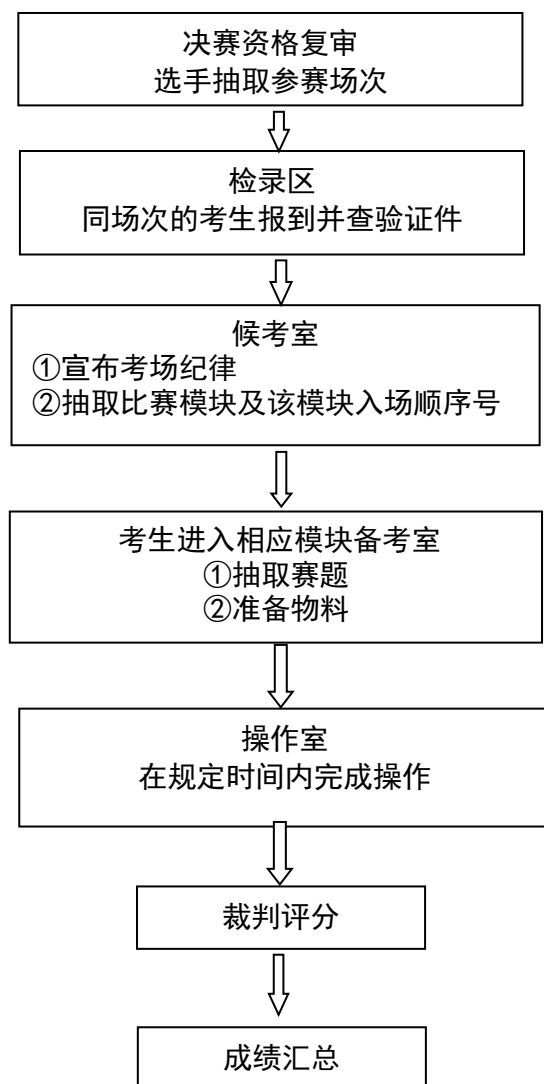 决赛资格复审
选手抽取参赛场次
检录区
同场次的考生报到并查验证件
候考室
①宣布考场纪律
②抽取比赛模块及该模块入场顺序号
考生进入相应模块备考室
①抽取赛题
②准备物料
操作室
在规定时间内完成操作
裁判评分
成绩汇总